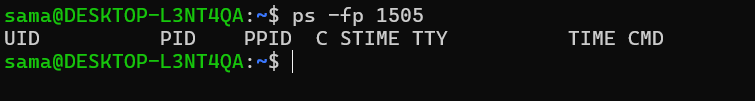 sama@DESKTOP-L3NT4QA:~$ ps -fp 1505
UID          PID    PPID  C STIME TTY          TIME CMD
sama@DESKTOP-L3NT4QA:~$